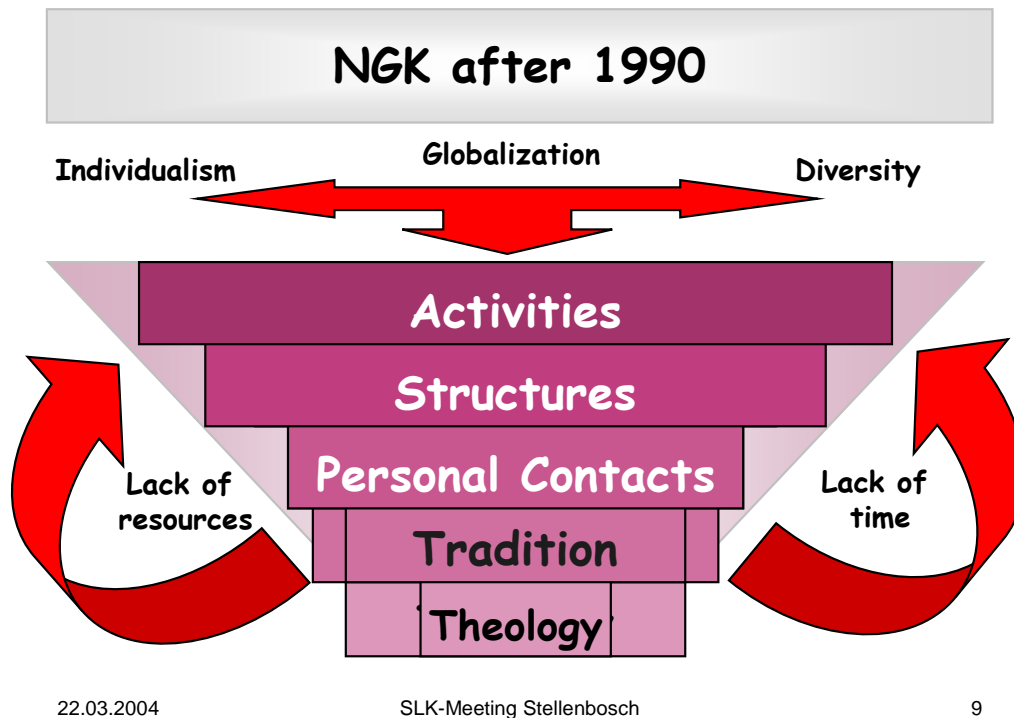 NGK after 1990
Individualism
Globalization
Diversity
Activities
Structures
Personal Contacts
Lack of
resources
Lack of
time
Tradition
Theology
22.03.2004
SLK-Meeting Stellenbosch
9